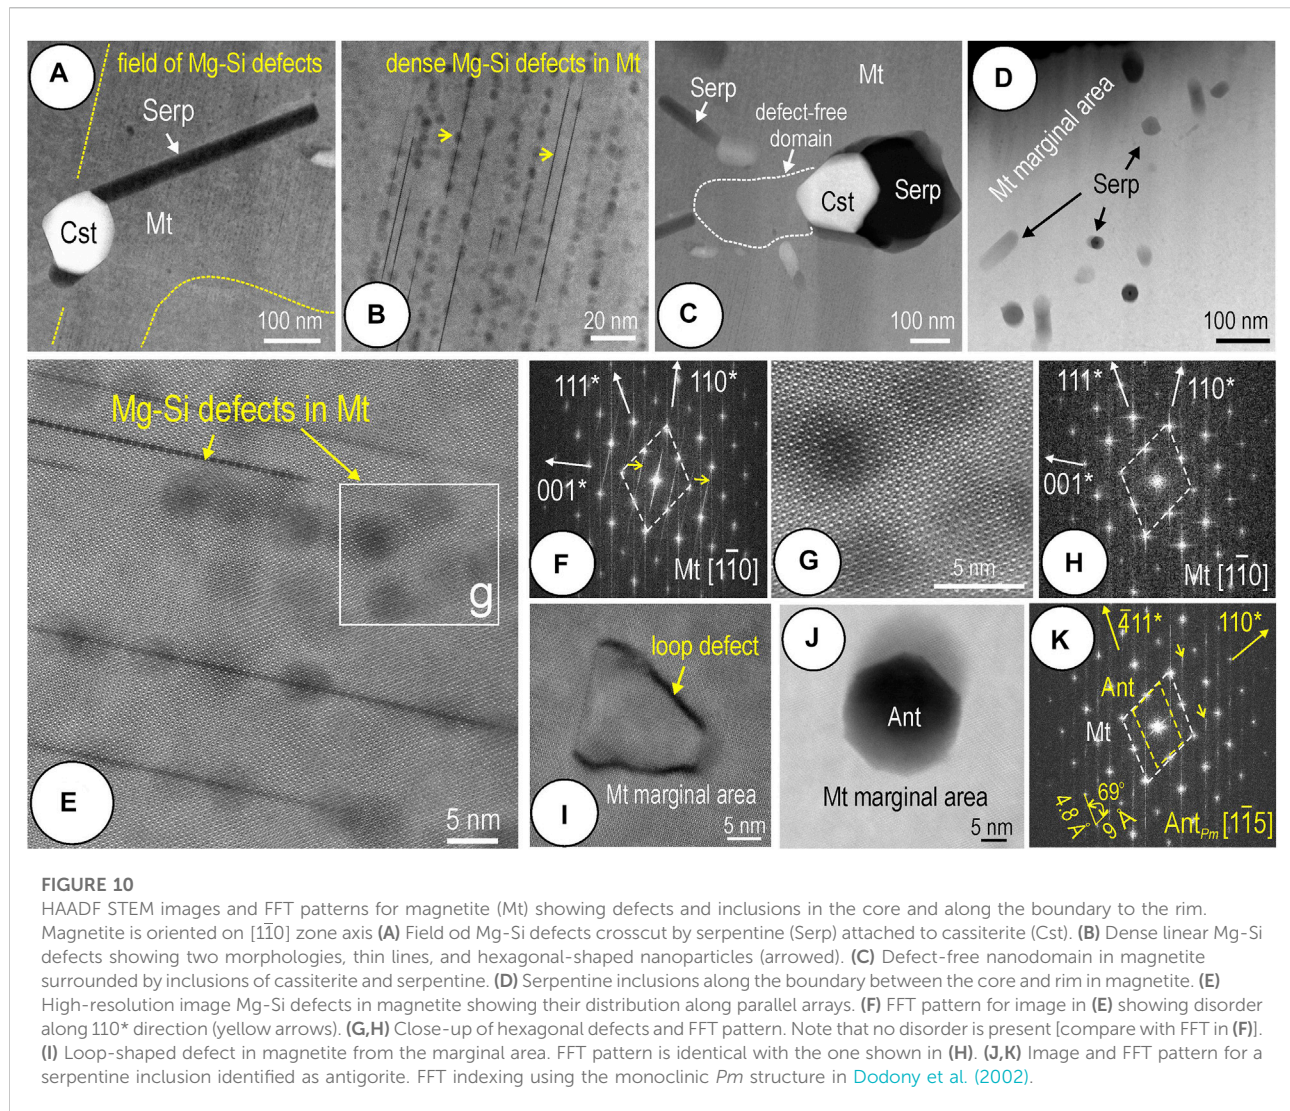 A
field of Mg-Si defects
Serp
Cst
Mt
100 nm
dense Mg-Si defects in Mt
B
20 nm
Mt
Serp
defect-free
domain
Cst
Serp
C
100 nm
D
Mt marginal area
Serp
100 nm
Mg-Si defects in Mt
g
E
5 nm
111*
110*
001*
F
Mt [11̅0]
G
5 nm
111*
110*
001*
H
Mt [11̅0]
loop defect
I
Mt marginal area
5 nm
J
Ant
Mt marginal area
5 nm
4̅11*
110*
K
Ant
Mt
69°
4.8 Å
9 Å
Ant Pm [11̅5]
FIGURE 10
HAADF STEM images and FFT patterns for magnetite (Mt) showing defects and inclusions in the core and along the boundary to the rim.
Magnetite is oriented on [11̅0] zone axis (A) Field od Mg-Si defects crosscut by serpentine (Serp) attached to cassiterite (Cst). (B) Dense linear Mg-Si
defects showing two morphologies, thin lines, and hexagonal-shaped nanoparticles (arrowed). (C) Defect-free nanodomain in magnetite
surrounded by inclusions of cassiterite and serpentine. (D) Serpentine inclusions along the boundary between the core and rim in magnetite. (E)
High-resolution image Mg-Si defects in magnetite showing their distribution along parallel arrays. (F) FFT pattern for image in (E) showing disorder
along 110* direction (yellow arrows). (G,H) Close-up of hexagonal defects and FFT pattern. Note that no disorder is present [compare with FFT in (F)].
(I) Loop-shaped defect in magnetite from the marginal area. FFT pattern is identical with the one shown in (H). (J,K) Image and FFT pattern for a
serpentine inclusion identified as antigorite. FFT indexing using the monoclinic Pm structure in Dodony et al. (2002).